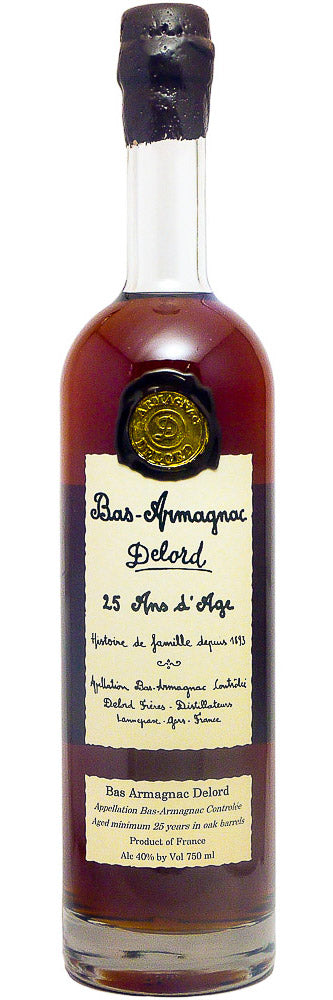 ARMAGNAC
D
DELORD
Bas-Armagnac
Delord
25 Ans d'Age
Histoire de famille depuis 1893
Appellation Bas-Armagnac Contrôlée
Delord Frères - Distillateurs
Lannepax - Gers - France
Bas Armagnac Delord
Appellation Bas-Armagnac Controlée
Aged minimum 25 years in oak barrels
Product of France
Alc 40% by Vol 750 ml